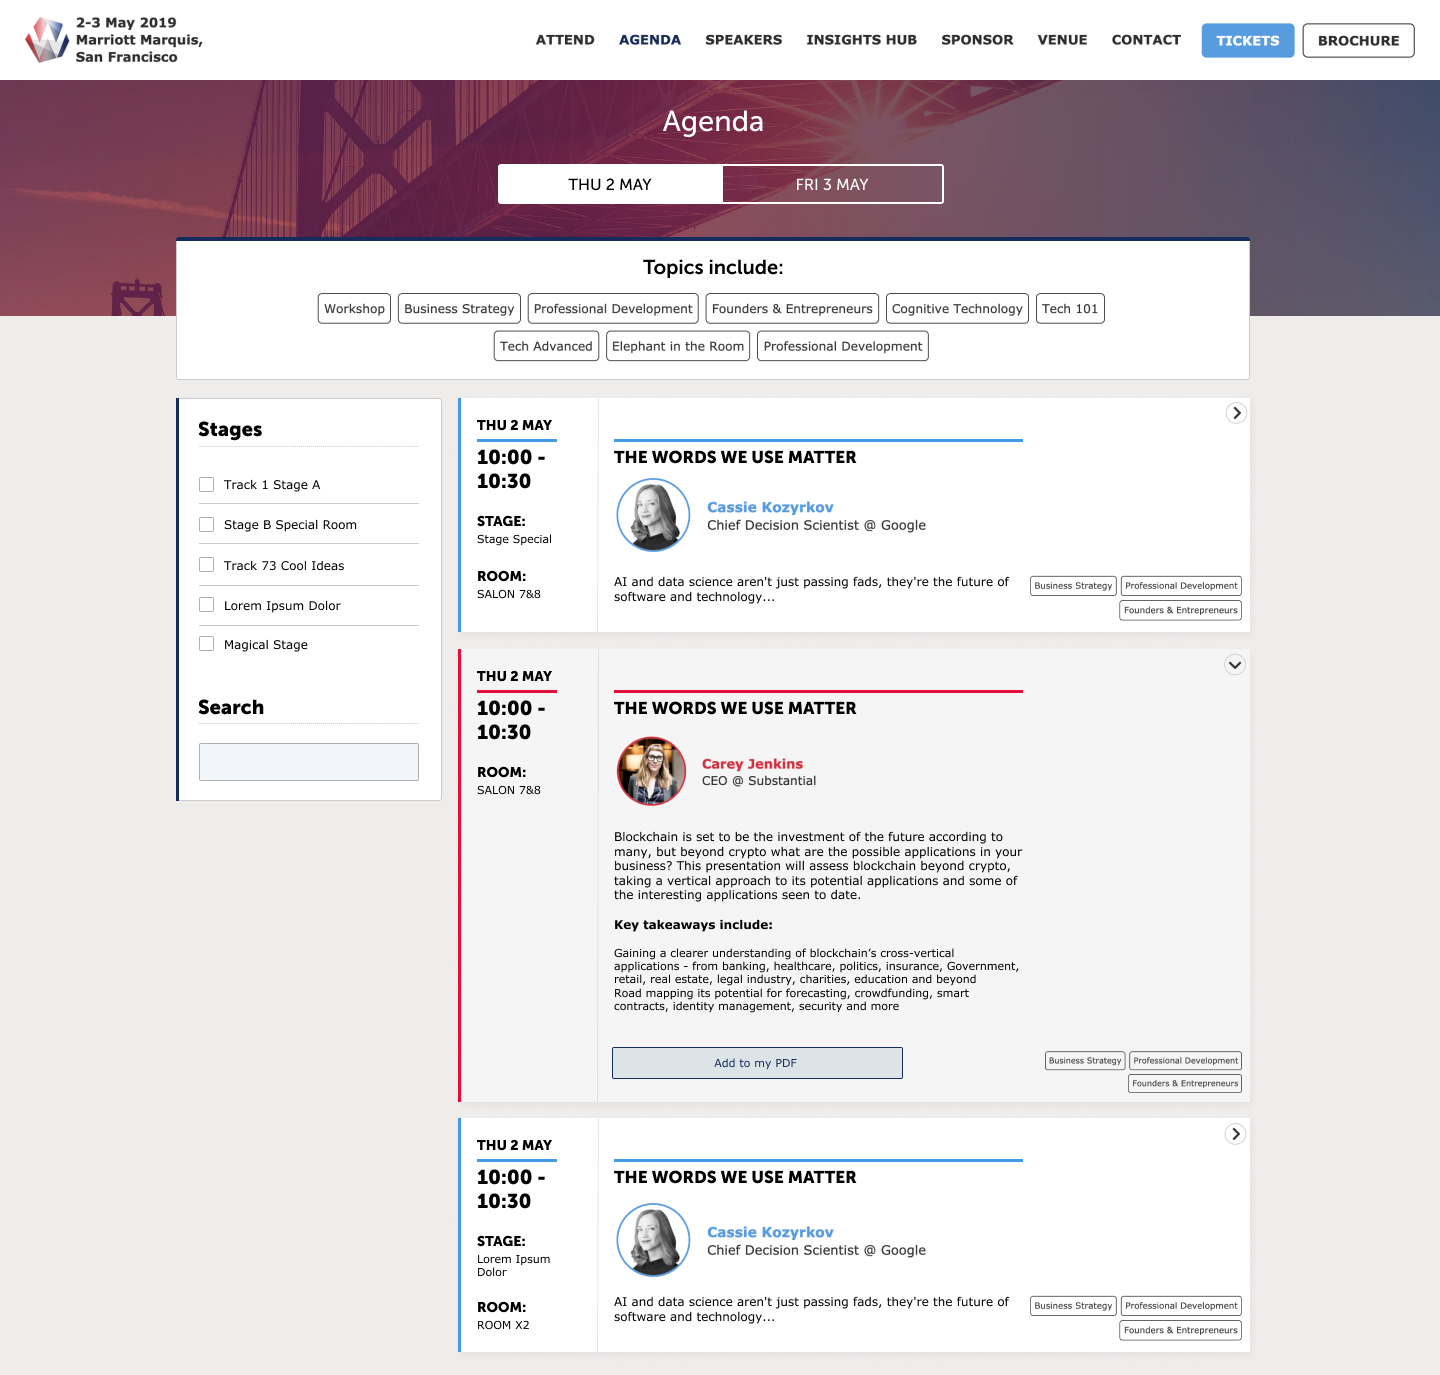 2-3 May 2019
Marriott Marquis,
San Francisco
ATTEND AGENDA SPEAKERS INSIGHTS HUB SPONSOR VENUE CONTACT TICKETS BROCHURE
Agenda
THU 2 MAY FRI 3 MAY
Topics include:
Workshop Business Strategy Professional Development Founders & Entrepreneurs Cognitive Technology Tech 101
Tech Advanced Elephant in the Room Professional Development
Stages
Track 1 Stage A
Stage B Special Room
Track 73 Cool Ideas
Lorem Ipsum Dolor
Magical Stage
Search
THU 2 MAY
10:00 -
10:30
STAGE:
Stage Special
ROOM:
SALON 7&8
THE WORDS WE USE MATTER
Cassie Kozyrkov
Chief Decision Scientist @ Google
AI and data science aren't just passing fads, they're the future of
software and technology...
Business Strategy Professional Development
Founders & Entrepreneurs
THU 2 MAY
10:00 -
10:30
ROOM:
SALON 7&8
THE WORDS WE USE MATTER
Carey Jenkins
CEO @ Substantial
Blockchain is set to be the investment of the future according to
many, but beyond crypto what are the possible applications in your
business? This presentation will assess blockchain beyond crypto,
taking a vertical approach to its potential applications and some of
the interesting applications seen to date.
Key takeaways include:
Gaining a clearer understanding of blockchain’s cross-vertical
applications - from banking, healthcare, politics, insurance, Government,
retail, real estate, legal industry, charities, education and beyond
Road mapping its potential for forecasting, crowdfunding, smart
contracts, identity management, security and more
Add to my PDF
Business Strategy Professional Development
Founders & Entrepreneurs
THU 2 MAY
10:00 -
10:30
STAGE:
Lorem Ipsum
Dolor
ROOM:
ROOM X2
THE WORDS WE USE MATTER
Cassie Kozyrkov
Chief Decision Scientist @ Google
AI and data science aren't just passing fads, they're the future of
software and technology...
Business Strategy Professional Development
Founders & Entrepreneurs